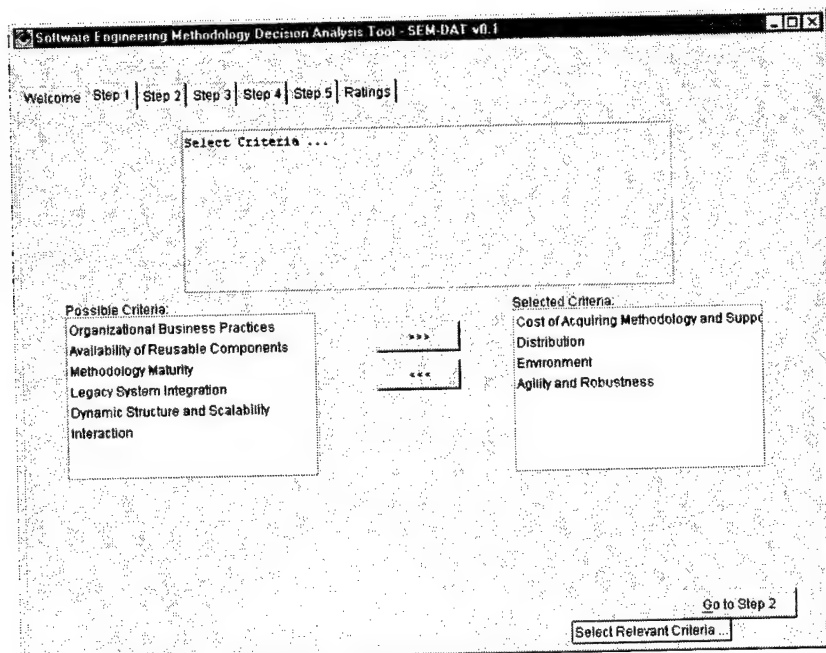 Software Engineering Methodology Decision Analysis Tool - SEM-DAT v0.1
Welcome Step 1 Step 2 Step 3 Step 4 Step 5 Ratings
Select Criteria ...
Possible Criteria:
Organizational Business Practices
Availability of Reusable Components
Methodology Maturity
Legacy System Integration
Dynamic Structure and Scalability
Interaction
>>>
<<<
Selected Criteria:
Cost of Acquiring Methodology and Suppo
Distribution
Environment
Agility and Robustness
Go to Step 2
Select Relevant Criteria ...